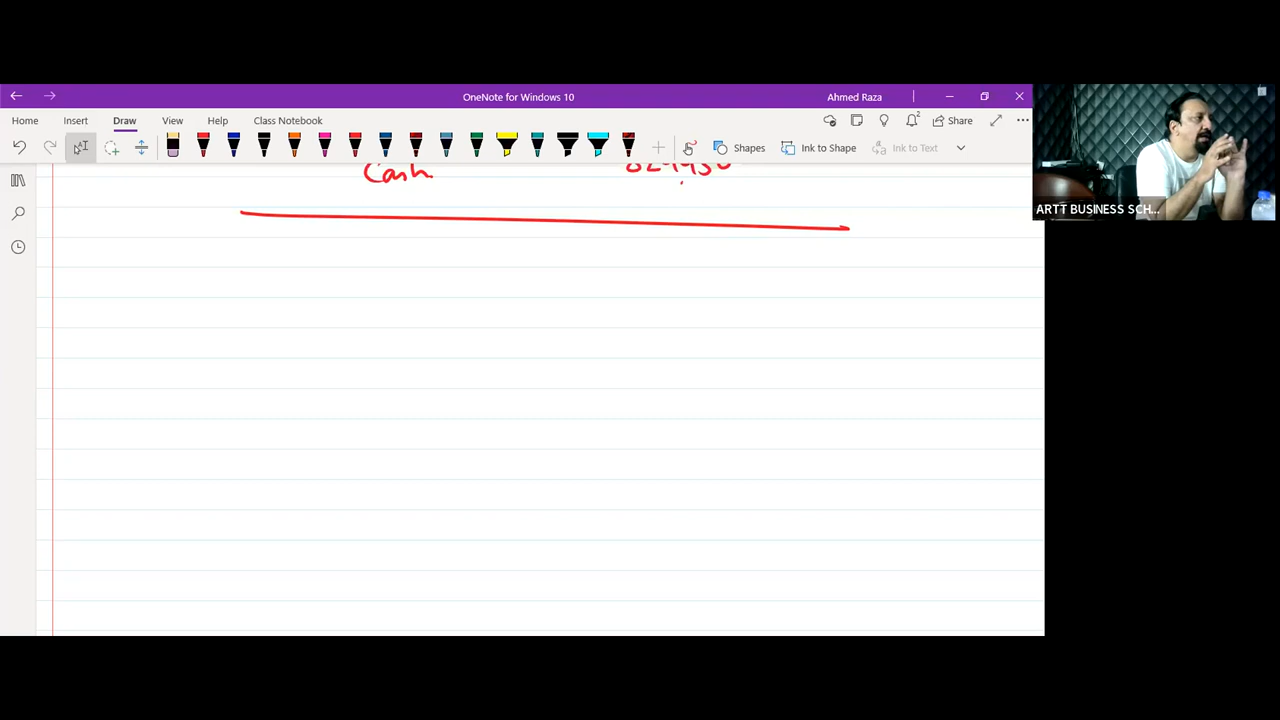 OneNote for Windows 10
Ahmed Raza
Home Insert Draw View Help Class Notebook
Share
Shapes Ink to Shape Ink to Text
Cash
ARTT BUSINESS SCH...